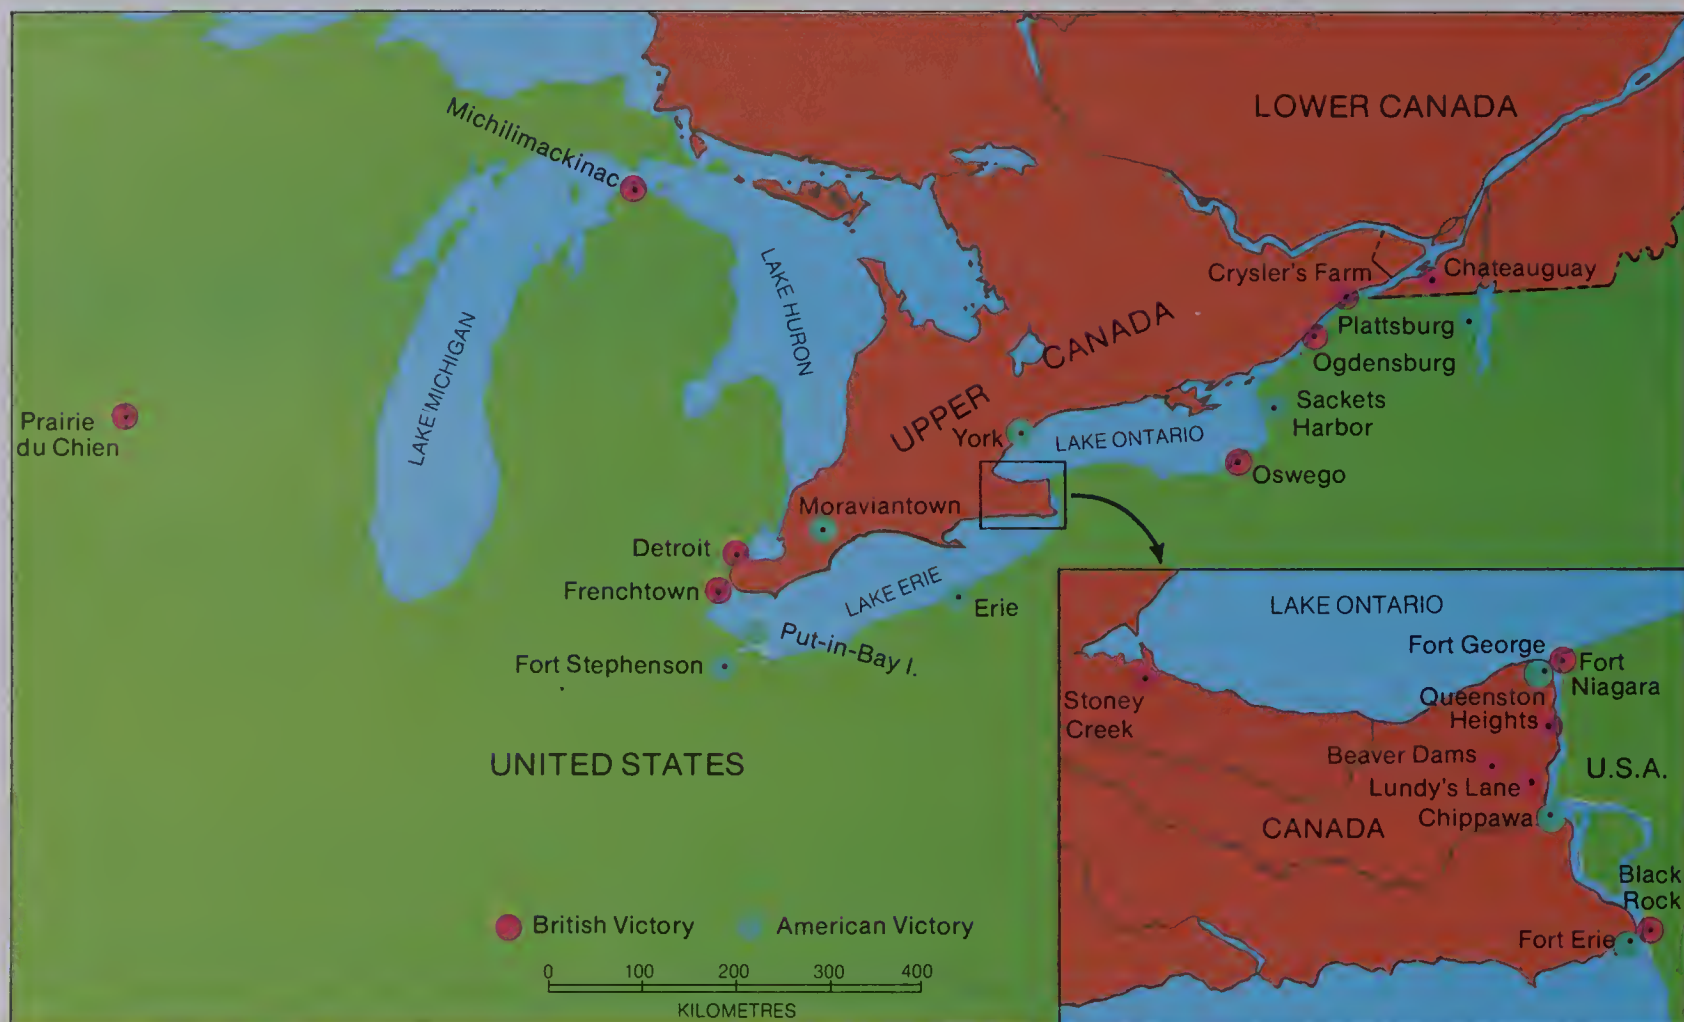 LOWER CANADA
Michilimackinac
LAKE HURON
LAKE MICHIGAN
Crysler's Farm
Chateauguay
Plattsburg
Ogdensburg
UPPER CANADA
Sackets
Harbor
York
LAKE ONTARIO
Oswego
Prairie
du Chien
Moraviantown
Detroit
Frenchtown
LAKE ERIE
Erie
Put-in-Bay I.
Fort Stephenson
UNITED STATES
British Victory
American Victory
0 100 200 300 400
KILOMETRES
LAKE ONTARIO
Fort George
Fort
Niagara
Stoney
Creek
Queenston
Heights
Beaver Dams
U.S.A.
Lundy's Lane
Chippawa
CANADA
Black
Rock
Fort Erie